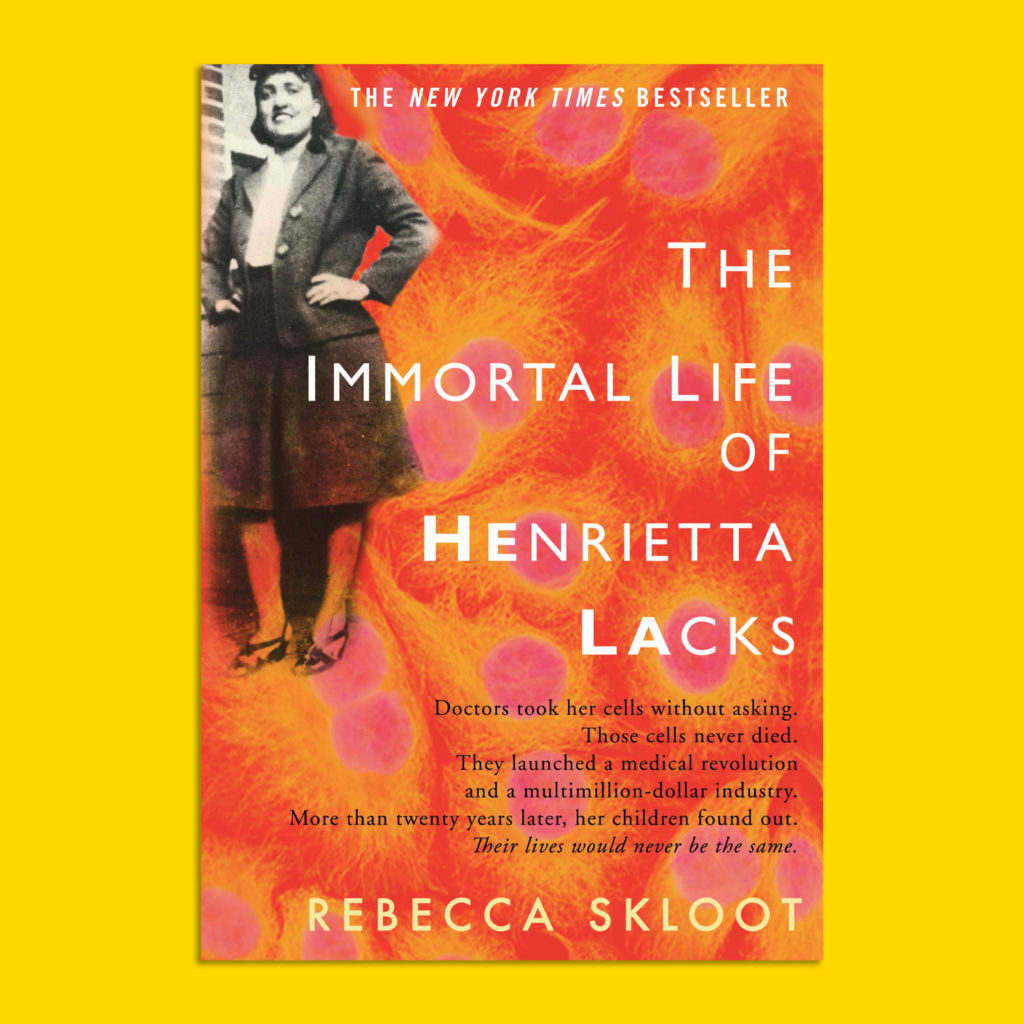 THE NEW YORK TIMES BESTSELLER
THE
IMMORTAL LIFE
OF
HENRIETTA
LACKS
Doctors took her cells without asking.
Those cells never died.
They launched a medical revolution
and a multimillion-dollar industry.
More than twenty years later, her children found out.
Their lives would never be the same.
REBECCA SKLOOT